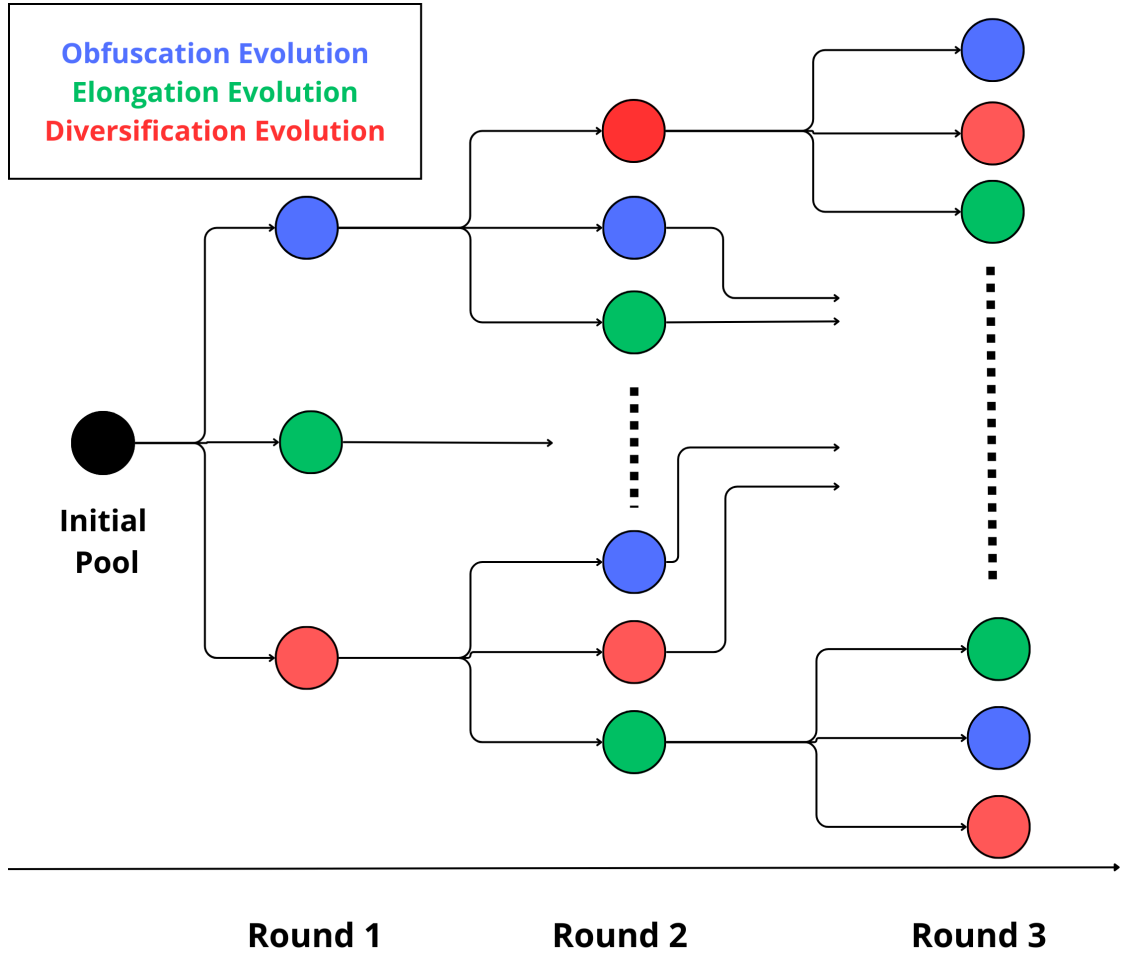 Obfuscation Evolution
Elongation Evolution
Diversification Evolution
Initial
Pool
Round 1
Round 2
Round 3